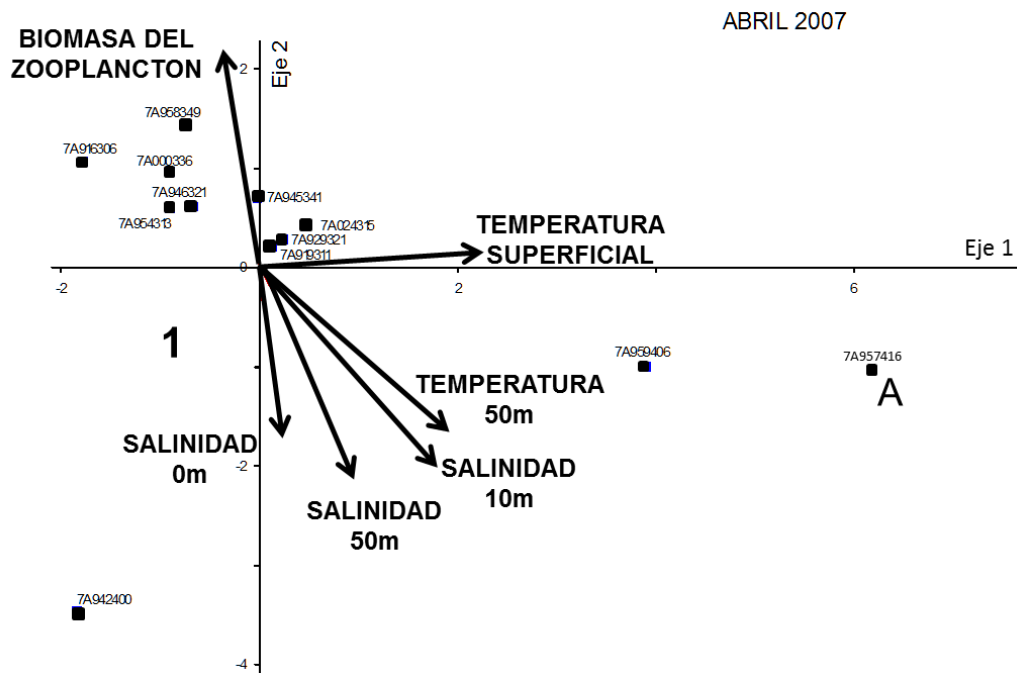 ABRIL 2007
BIOMASA DEL
ZOOPLANCTON
Eje 2
2
7A958349
7A916306
7A000336
7A946321
7A954313
7A945341
7A024315
7A929321
7A919311
TEMPERATURA
SUPERFICIAL
Eje 1
0
-2
2
6
1
7A959406
7A957416
A
TEMPERATURA
50m
SALINIDAD
0m
SALINIDAD
10m
-2
SALINIDAD
50m
7A942400
-4